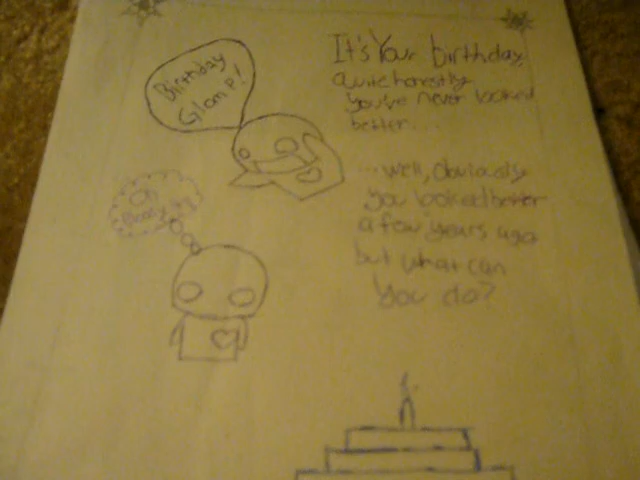 Birthday
Glomp!
It's Your birthday,
quite honestly
you've never looked
better...
...well, obviously
you looked better
a few years ago
but what can
you do?
Oh